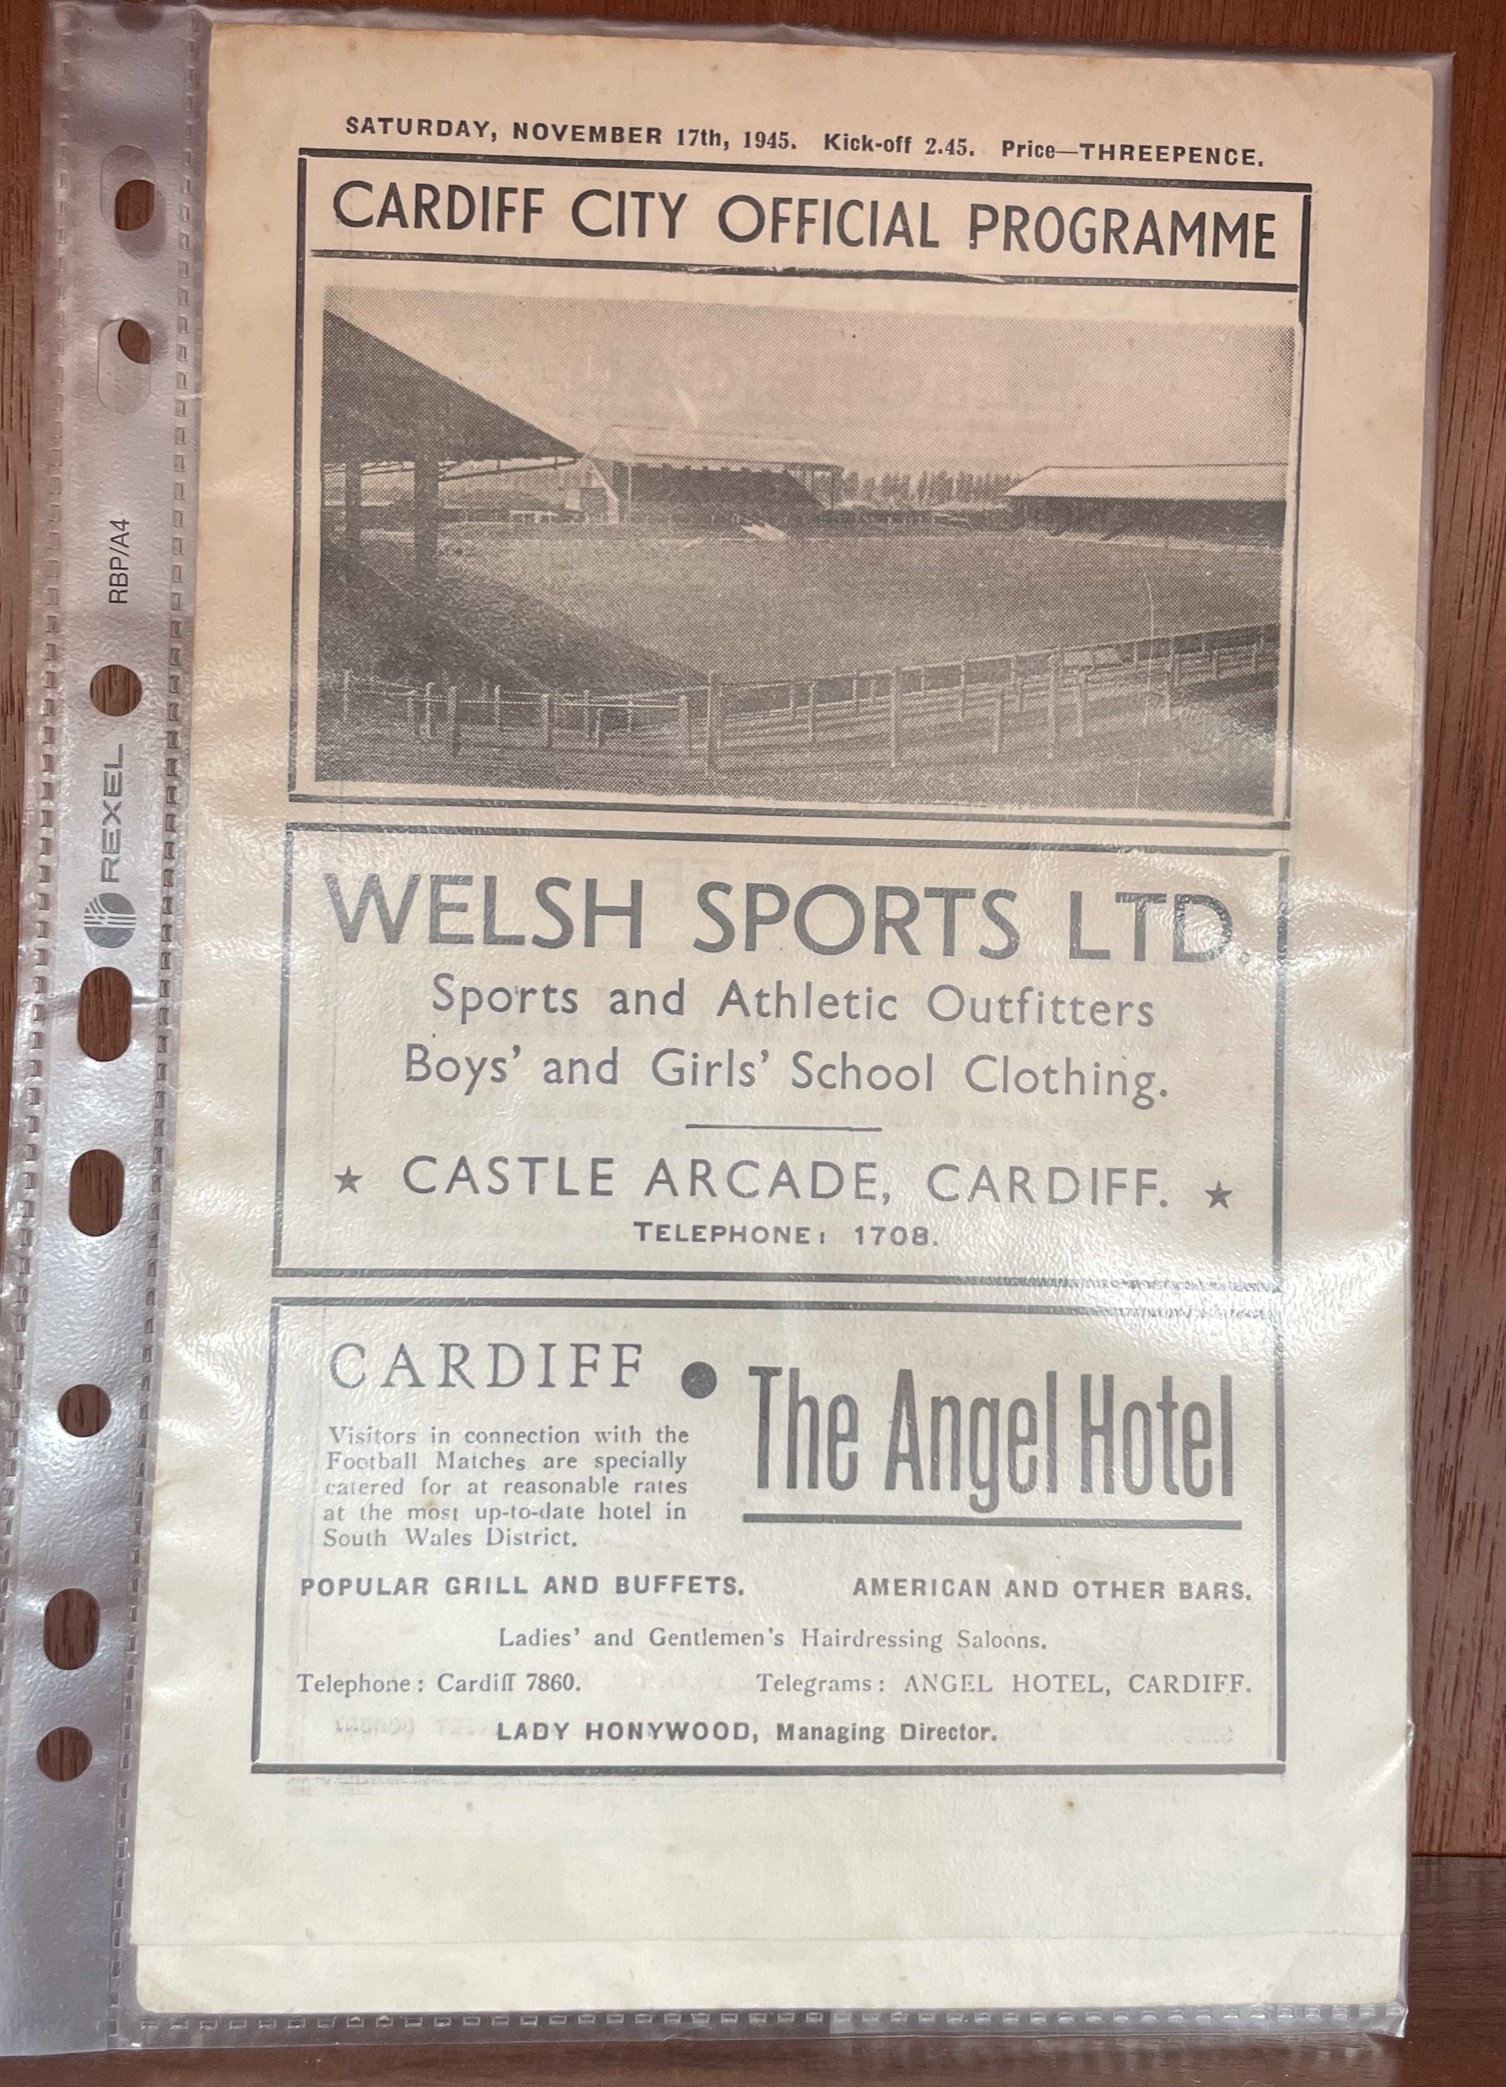 SATURDAY, NOVEMBER 17th, 1945. Kick-off 2.45. Price—THREEPENCE.
CARDIFF CITY OFFICIAL PROGRAMME
WELSH SPORTS LTD.
Sports and Athletic Outfitters
Boys' and Girls' School Clothing.
★ CASTLE ARCADE, CARDIFF. ★
TELEPHONE: 1708.
CARDIFF ● The Angel Hotel
Visitors in connection with the
Football Matches are specially
catered for at reasonable rates
at the most up-to-date hotel in
South Wales District.
POPULAR GRILL AND BUFFETS. AMERICAN AND OTHER BARS.
Ladies' and Gentlemen's Hairdressing Saloons.
Telephone: Cardiff 7860. Telegrams: ANGEL HOTEL, CARDIFF.
LADY HONYWOOD, Managing Director.
REXEL
RBP/A4